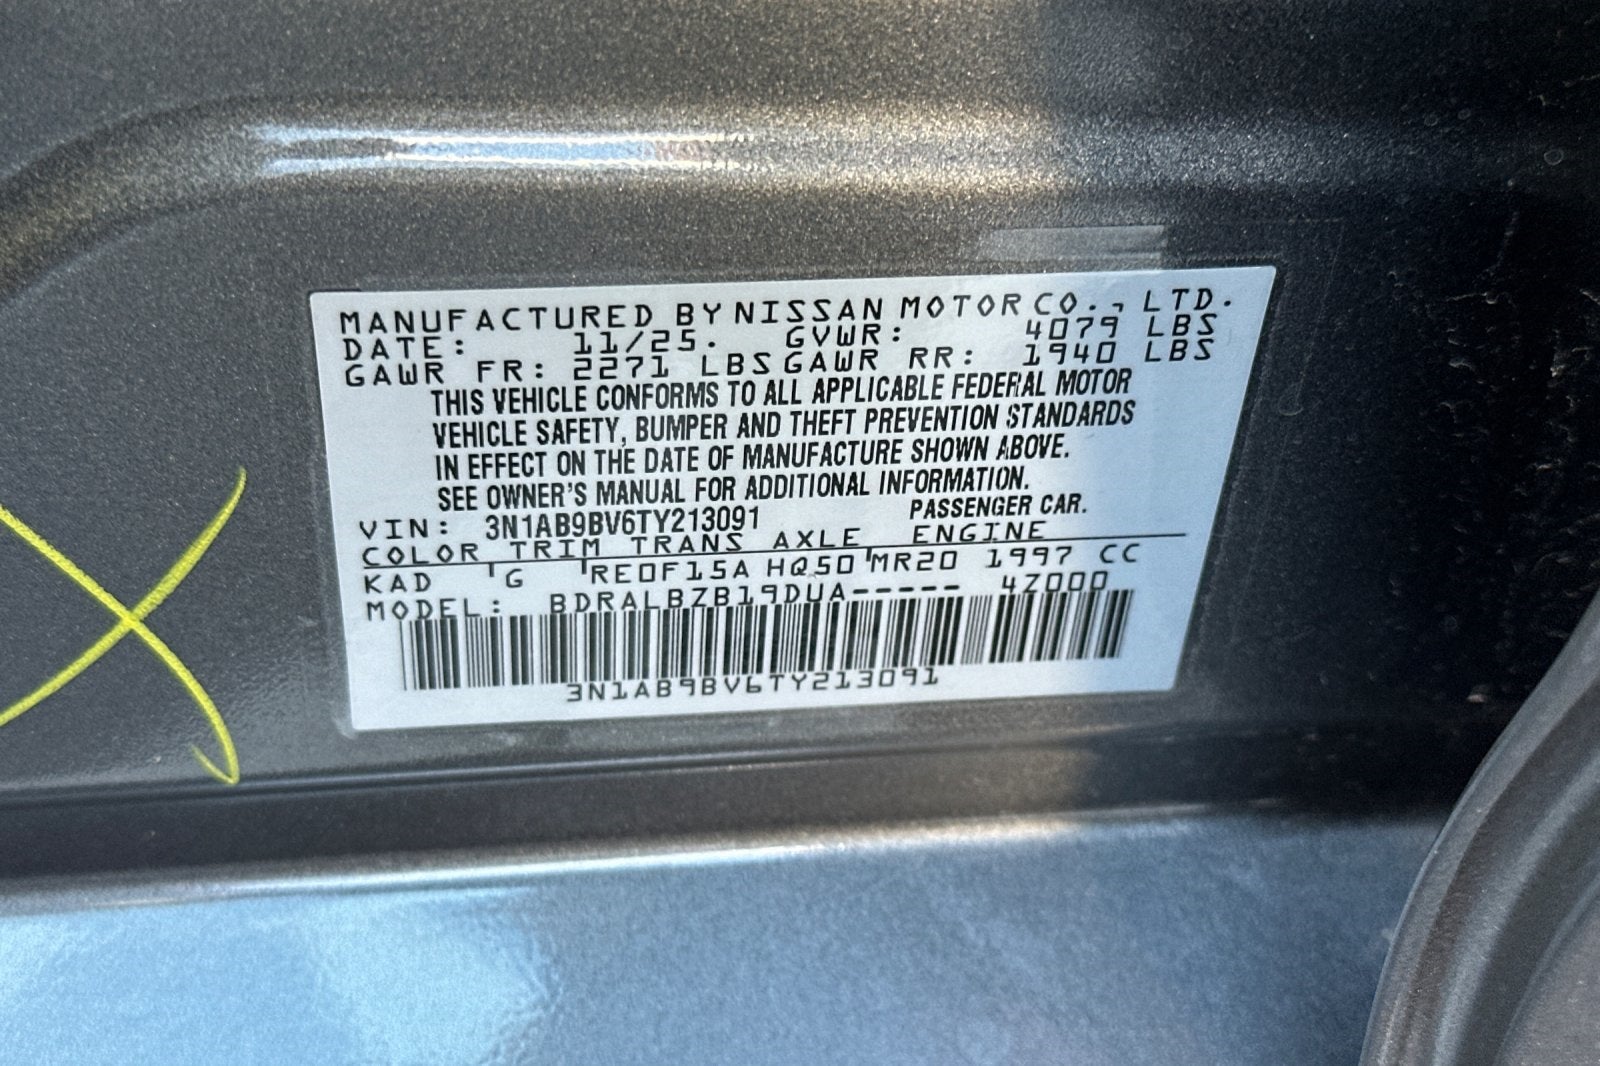 MANUFACTURED BY NISSAN MOTOR CO., LTD.
DATE: 11/25. GVWR: 4079 LBS
GAWR FR: 2271 LBS GAWR RR: 1940 LBS
THIS VEHICLE CONFORMS TO ALL APPLICABLE FEDERAL MOTOR
VEHICLE SAFETY, BUMPER AND THEFT PREVENTION STANDARDS
IN EFFECT ON THE DATE OF MANUFACTURE SHOWN ABOVE.
SEE OWNER'S MANUAL FOR ADDITIONAL INFORMATION.
PASSENGER CAR.
VIN: 3N1AB9BV6TY213091
COLOR TRIM TRANS AXLE ENGINE
KAD G RE0F15A HQ50 MR20 1997 CC
MODEL: BDRALBZB19DUA----- 4Z000
3N1AB9BV6TY213091